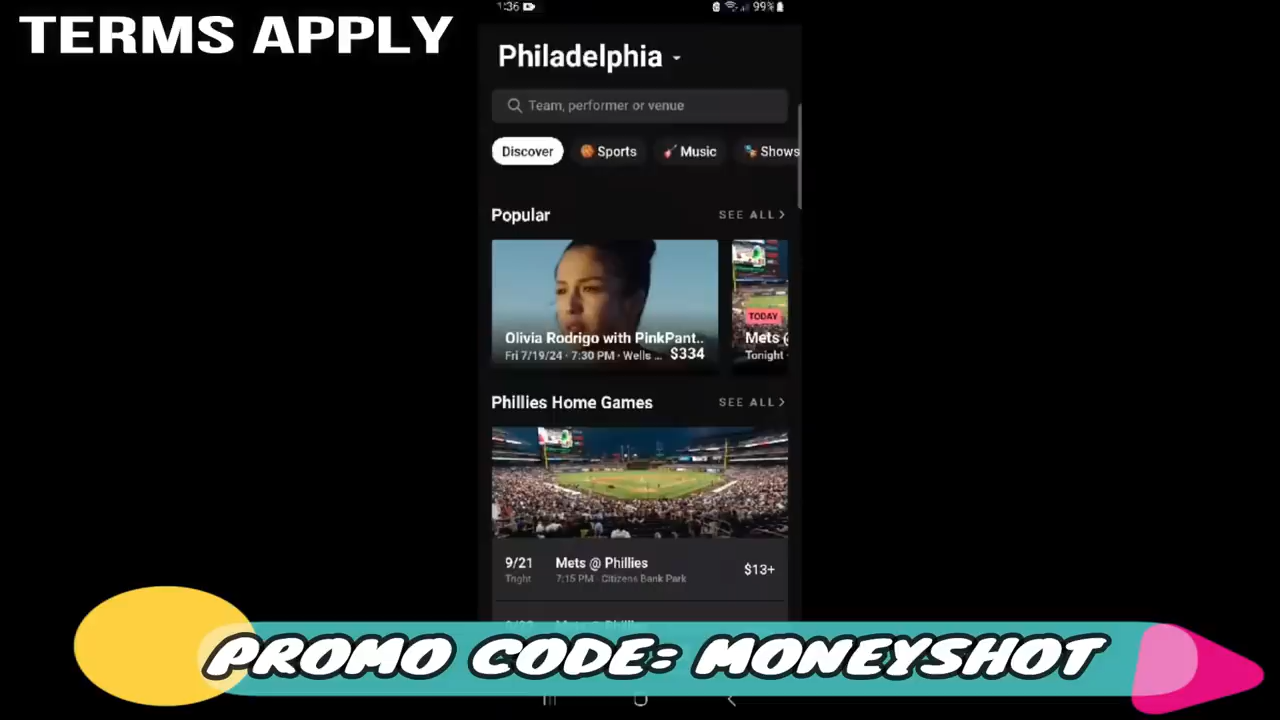 TERMS APPLY
1:36
99%
Philadelphia
Team, performer or venue
Discover
Sports
Music
Shows
Popular
SEE ALL >
TODAY
Olivia Rodrigo with PinkPant..
Fri 7/19/24 · 7:30 PM · Wells ... $334
Mets @
Tonight
Phillies Home Games
SEE ALL >
9/21
Mets @ Phillies
Tnght
7:15 PM · Citizens Bank Park
$13+
PROMO CODE: MONEYSHOT